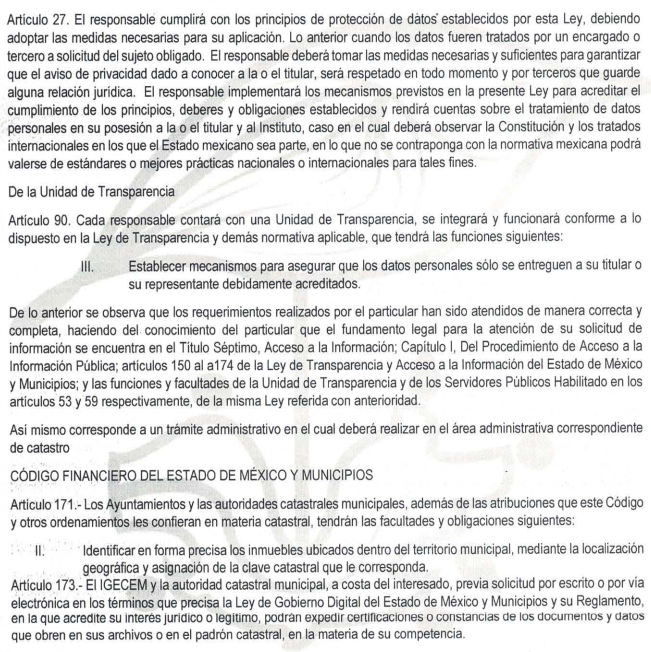 Artículo 27. El responsable cumplirá con los principios de protección de datos establecidos por esta Ley, debiendo
adoptar las medidas necesarias para su aplicación. Lo anterior cuando los datos fueren tratados por un encargado o
tercero a solicitud del sujeto obligado. El responsable deberá tomar las medidas necesarias y suficientes para garantizar
que el aviso de privacidad dado a conocer a la o el titular, será respetado en todo momento y por terceros que guarde
alguna relación jurídica. El responsable implementará los mecanismos previstos en la presente Ley para acreditar el
cumplimiento de los principios, deberes y obligaciones establecidos y rendirá cuentas sobre el tratamiento de datos
personales en su posesión a la o el titular y al Instituto, caso en el cual deberá observar la Constitución y los tratados
internacionales en los que el Estado mexicano sea parte, en lo que no se contraponga con la normativa mexicana podrá
valerse de estándares o mejores prácticas nacionales o internacionales para tales fines.
De la Unidad de Transparencia
Artículo 90. Cada responsable contará con una Unidad de Transparencia, se integrará y funcionará conforme a lo
dispuesto en la Ley de Transparencia y demás normativa aplicable, que tendrá las funciones siguientes:
III. Establecer mecanismos para asegurar que los datos personales sólo se entreguen a su titular o
su representante debidamente acreditados.
De lo anterior se observa que los requerimientos realizados por el particular han sido atendidos de manera correcta y
completa, haciendo del conocimiento del particular que el fundamento legal para la atención de su solicitud de
información se encuentra en el Título Séptimo, Acceso a la Información; Capítulo I, Del Procedimiento de Acceso a la
Información Pública; artículos 150 al a174 de la Ley de Transparencia y Acceso a la Información del Estado de México
y Municipios; y las funciones y facultades de la Unidad de Transparencia y de los Servidores Públicos Habilitado en los
artículos 53 y 59 respectivamente, de la misma Ley referida con anterioridad.
Asi mismo corresponde a un trámite administrativo en el cual deberá realizar en el área administrativa correspondiente
de catastro
CÓDIGO FINANCIERO DEL ESTADO DE MÉXICO Y MUNICIPIOS
Artículo 171.- Los Ayuntamientos y las autoridades catastrales municipales, además de las atribuciones que este Código
y otros ordenamientos les confieran en materia catastral, tendrán las facultades y obligaciones siguientes:
II. Identificar en forma precisa los inmuebles ubicados dentro del territorio municipal, mediante la localización
geográfica y asignación de la clave catastral que le corresponda.
Artículo 173.- El IGECEM y la autoridad catastral municipal, a costa del interesado, previa solicitud por escrito o por vía
electrónica en los términos que precisa la Ley de Gobierno Digital del Estado de México y Municipios y su Reglamento,
en la que acredite su interés jurídico o legítimo, podrán expedir certificaciones o constancias de los documentos y datos
que obren en sus archivos o en el padrón catastral, en la materia de su competencia.